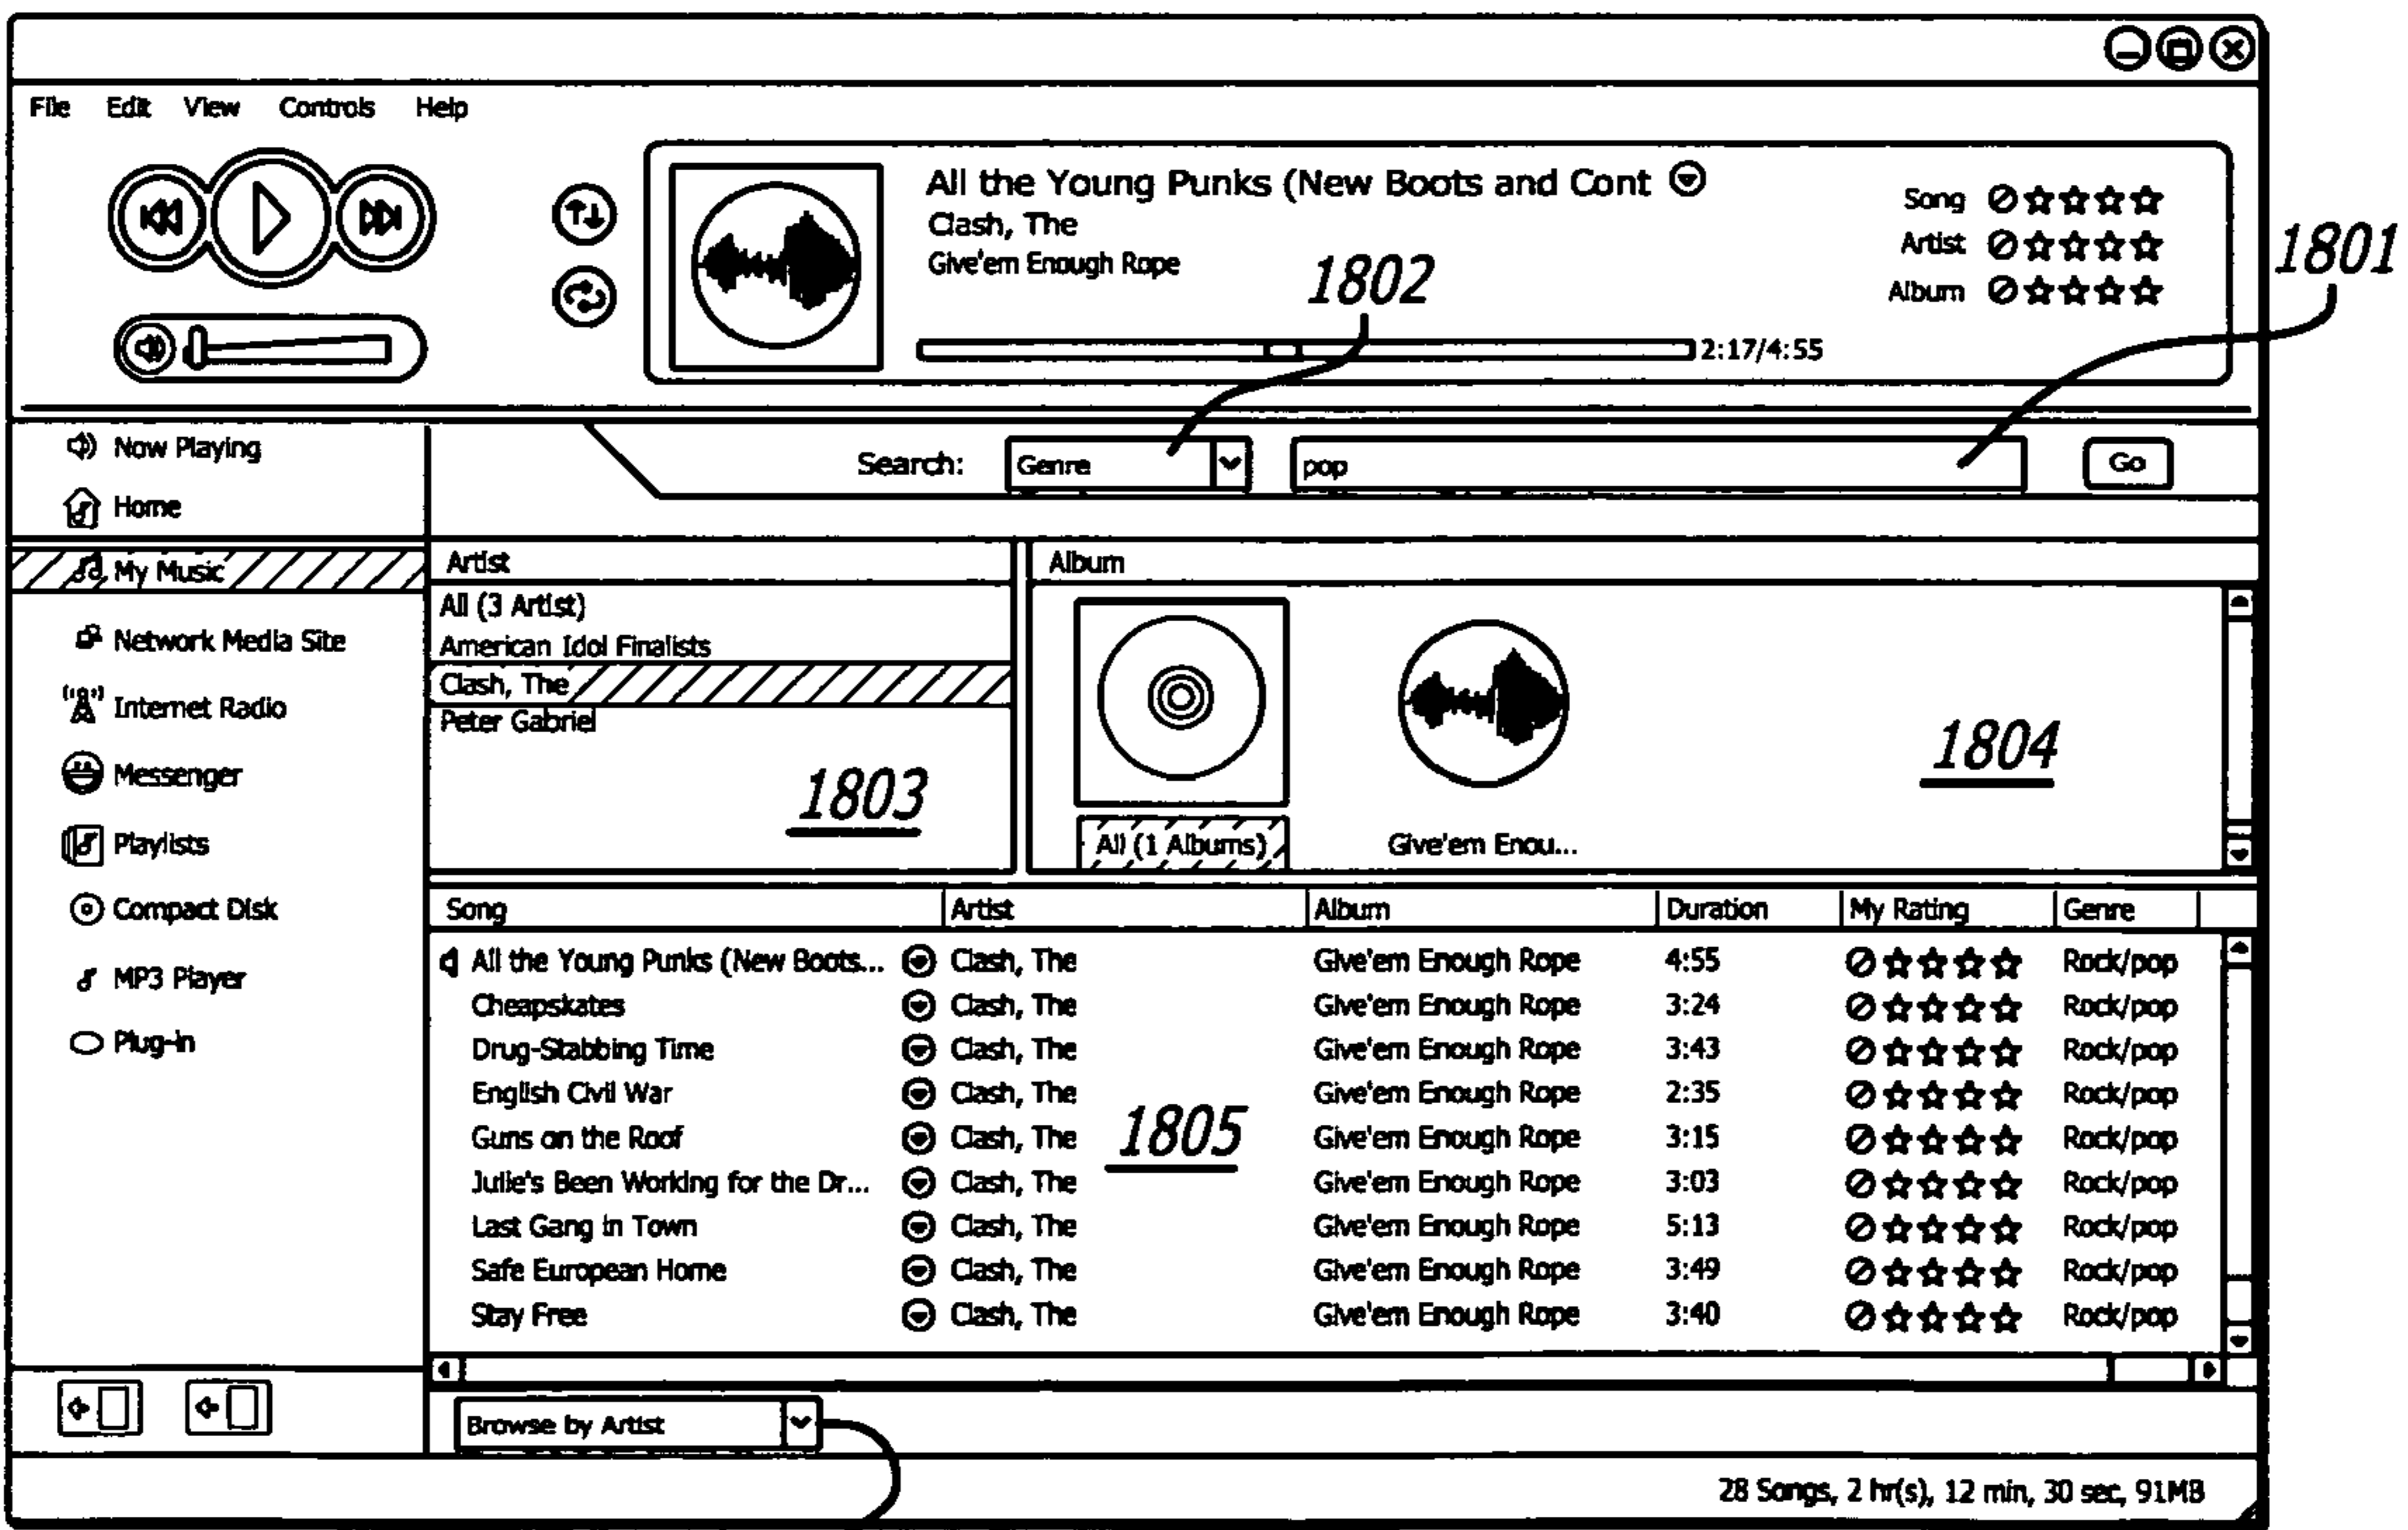 File Edit View Controls Help
All the Young Punks (New Boots and Cont
Clash, The
Give'em Enough Rope
Song
Artist
Album
1801
1802
2:17/4:55
Now Playing
Home
My Music
Network Media Site
Internet Radio
Messenger
Playlists
Compact Disk
MP3 Player
Plug-in
Search: Genre pop Go
Artist
All (3 Artist)
American Idol Finalists
Clash, The
Peter Gabriel
1803
Album
All (1 Albums)
Give'em Enou...
1804
Song Artist Album Duration My Rating Genre
All the Young Punks (New Boots... Clash, The Give'em Enough Rope 4:55 Rock/pop
Cheapskates Clash, The Give'em Enough Rope 3:24 Rock/pop
Drug-Stabbing Time Clash, The Give'em Enough Rope 3:43 Rock/pop
English Civil War Clash, The Give'em Enough Rope 2:35 Rock/pop
Guns on the Roof Clash, The Give'em Enough Rope 3:15 Rock/pop
Julie's Been Working for the Dr... Clash, The Give'em Enough Rope 3:03 Rock/pop
Last Gang in Town Clash, The Give'em Enough Rope 5:13 Rock/pop
Safe European Home Clash, The Give'em Enough Rope 3:49 Rock/pop
Stay Free Clash, The Give'em Enough Rope 3:40 Rock/pop
1805
Browse by Artist
28 Songs, 2 hr(s), 12 min, 30 sec, 91MB